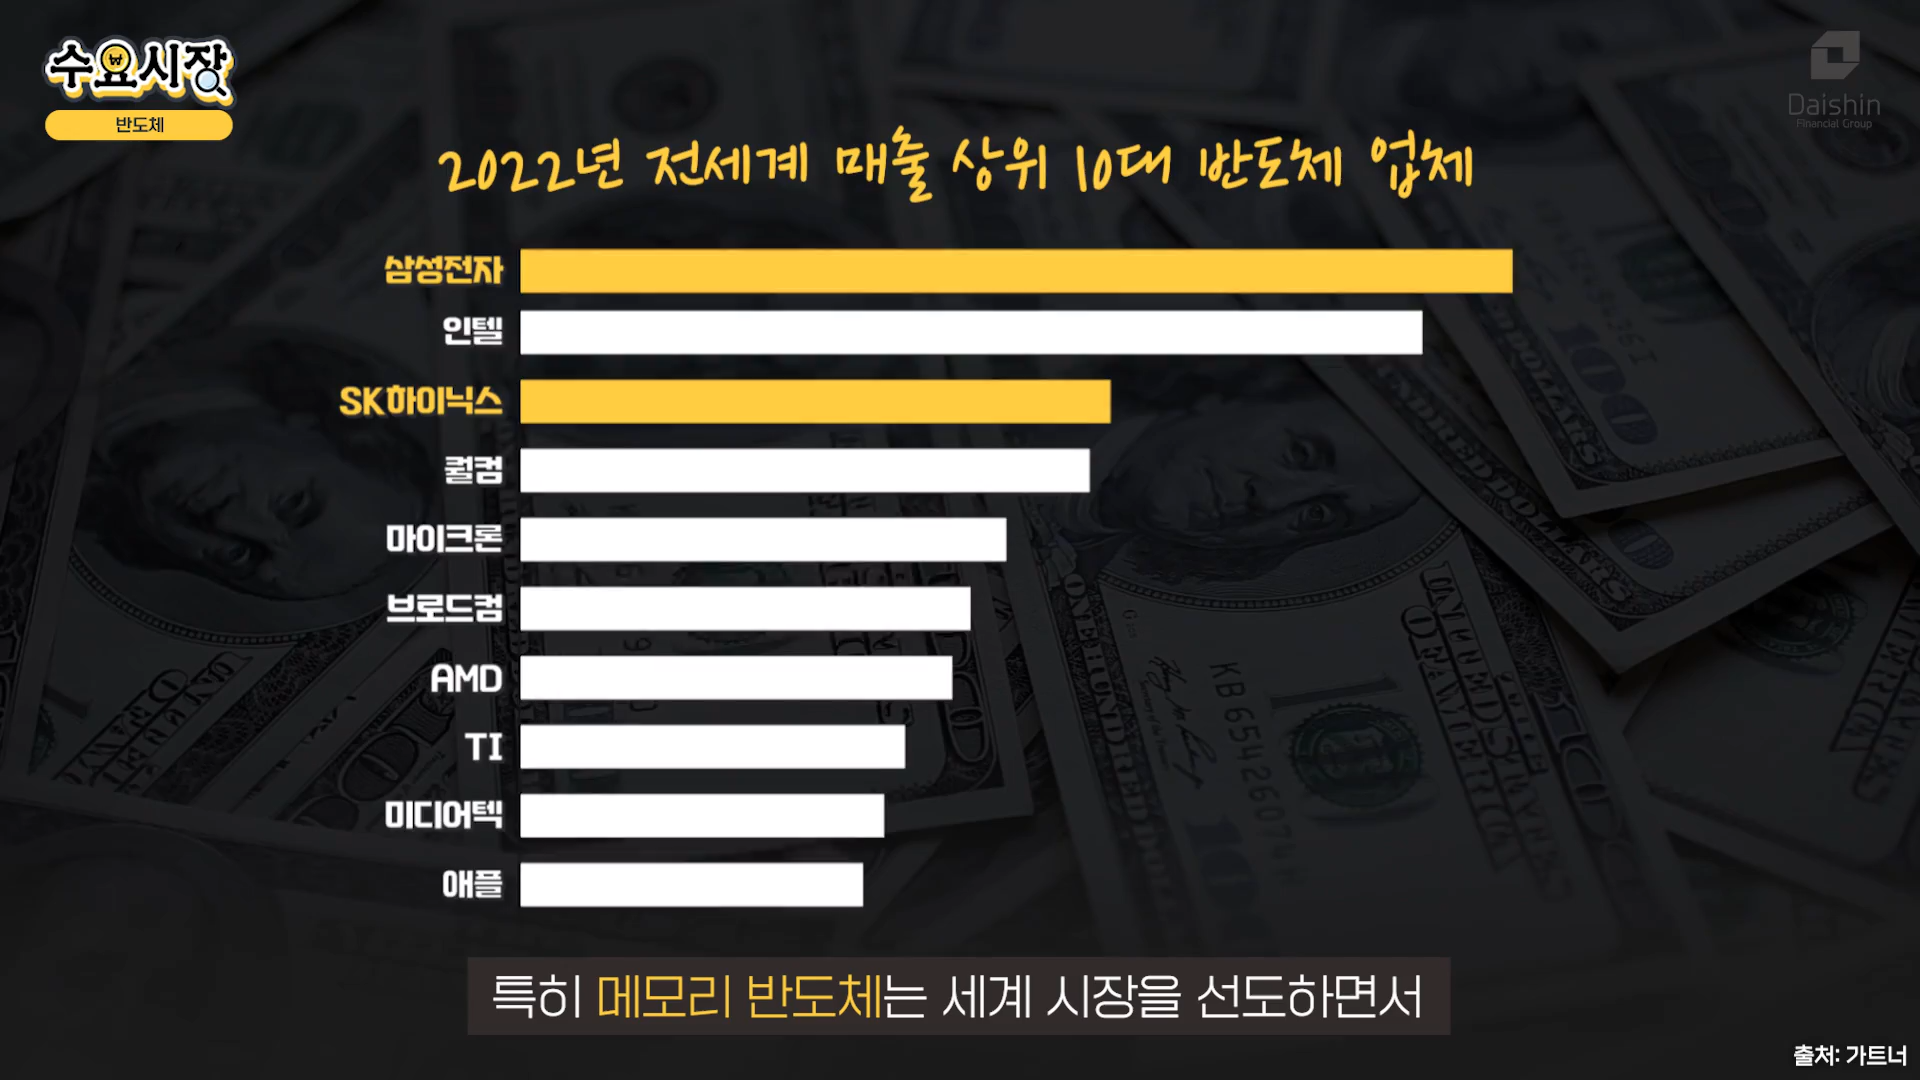 수요시장
반도체
Daishin
Financial Group
2022년 전세계 매출 상위 10대 반도체 업체
삼성전자
인텔
SK하이닉스
퀄컴
마이크론
브로드컴
AMD
TI
미디어텍
애플
특히 메모리 반도체는 세계 시장을 선도하면서
출처: 가트너